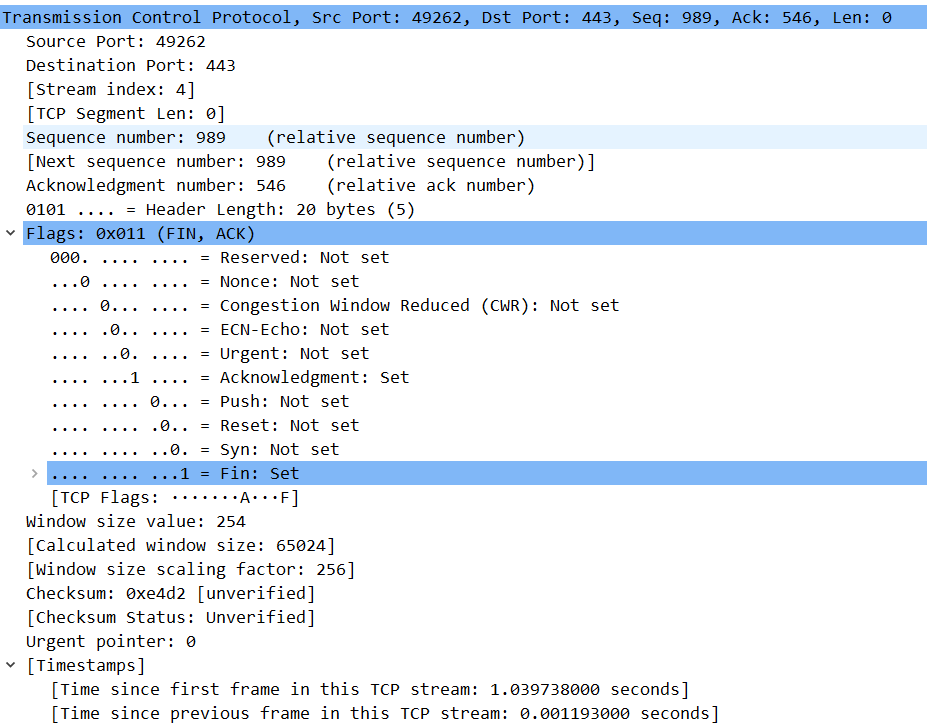 Transmission Control Protocol, Src Port: 49262, Dst Port: 443, Seq: 989, Ack: 546, Len: 0
Source Port: 49262
Destination Port: 443
[Stream index: 4]
[TCP Segment Len: 0]
Sequence number: 989    (relative sequence number)
[Next sequence number: 989    (relative sequence number)]
Acknowledgment number: 546    (relative ack number)
0101 .... = Header Length: 20 bytes (5)
Flags: 0x011 (FIN, ACK)
000. .... .... = Reserved: Not set
...0 .... .... = Nonce: Not set
.... 0... .... = Congestion Window Reduced (CWR): Not set
.... .0.. .... = ECN-Echo: Not set
.... ..0. .... = Urgent: Not set
.... ...1 .... = Acknowledgment: Set
.... .... 0... = Push: Not set
.... .... .0.. = Reset: Not set
.... .... ..0. = Syn: Not set
.... .... ...1 = Fin: Set
[TCP Flags: ·······A···F]
Window size value: 254
[Calculated window size: 65024]
[Window size scaling factor: 256]
Checksum: 0xe4d2 [unverified]
[Checksum Status: Unverified]
Urgent pointer: 0
[Timestamps]
[Time since first frame in this TCP stream: 1.039738000 seconds]
[Time since previous frame in this TCP stream: 0.001193000 seconds]